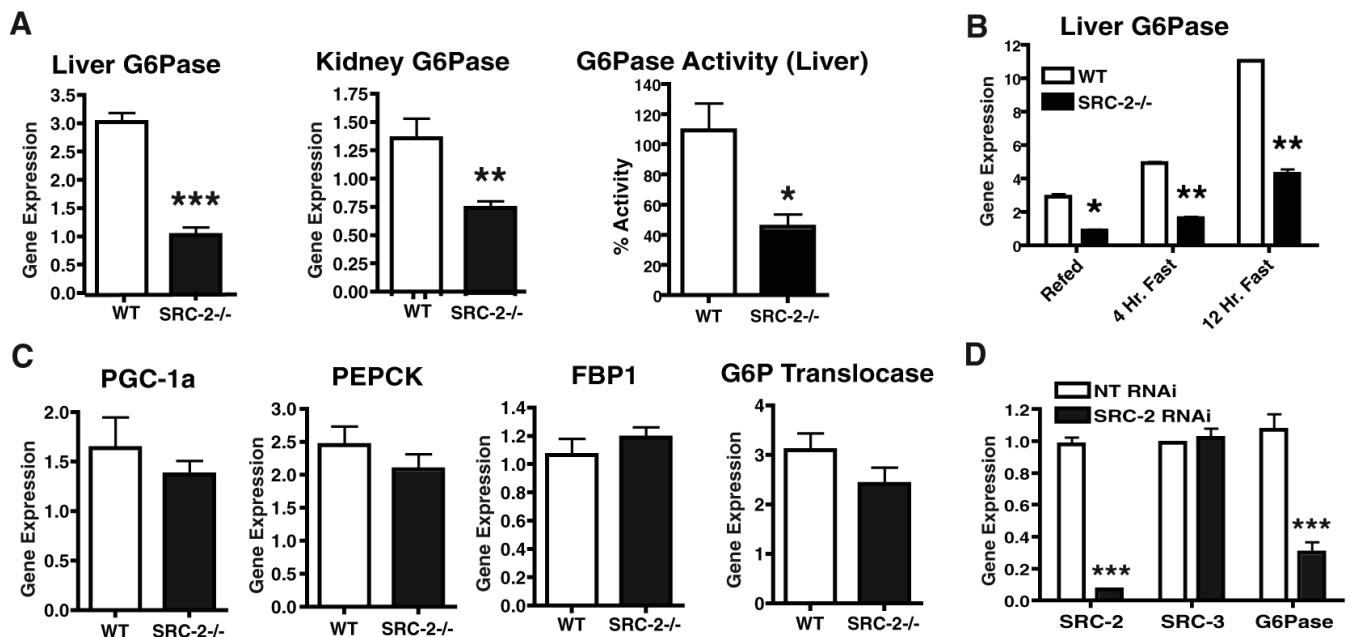 A
Liver G6Pase
Gene Expression
3.5
3.0
2.5
2.0
1.5
1.0
0.5
0.0
***
WT SRC-2-/-
Kidney G6Pase
Gene Expression
1.75
1.50
1.25
1.00
0.75
0.50
0.25
0.00
**
WT SRC-2-/-
G6Pase Activity (Liver)
% Activity
140
120
100
80
60
40
20
0
*
WT SRC-2-/-
B
Liver G6Pase
WT
SRC-2-/-
Gene Expression
12
10
8
6
4
2
0
*
**
**
Refed
4 Hr. Fast
12 Hr. Fast
C
PGC-1a
Gene Expression
2.0
1.5
1.0
0.5
0.0
WT SRC-2-/-
PEPCK
Gene Expression
3.0
2.5
2.0
1.5
1.0
0.5
0.0
WT SRC-2-/-
FBP1
Gene Expression
1.4
1.2
1.0
0.8
0.6
0.4
0.2
0.0
WT SRC-2-/-
G6P Translocase
Gene Expression
4
3
2
1
0
WT SRC-2-/-
D
NT RNAi
SRC-2 RNAi
Gene Expression
1.2
1.0
0.8
0.6
0.4
0.2
0.0
***
***
SRC-2 SRC-3 G6Pase